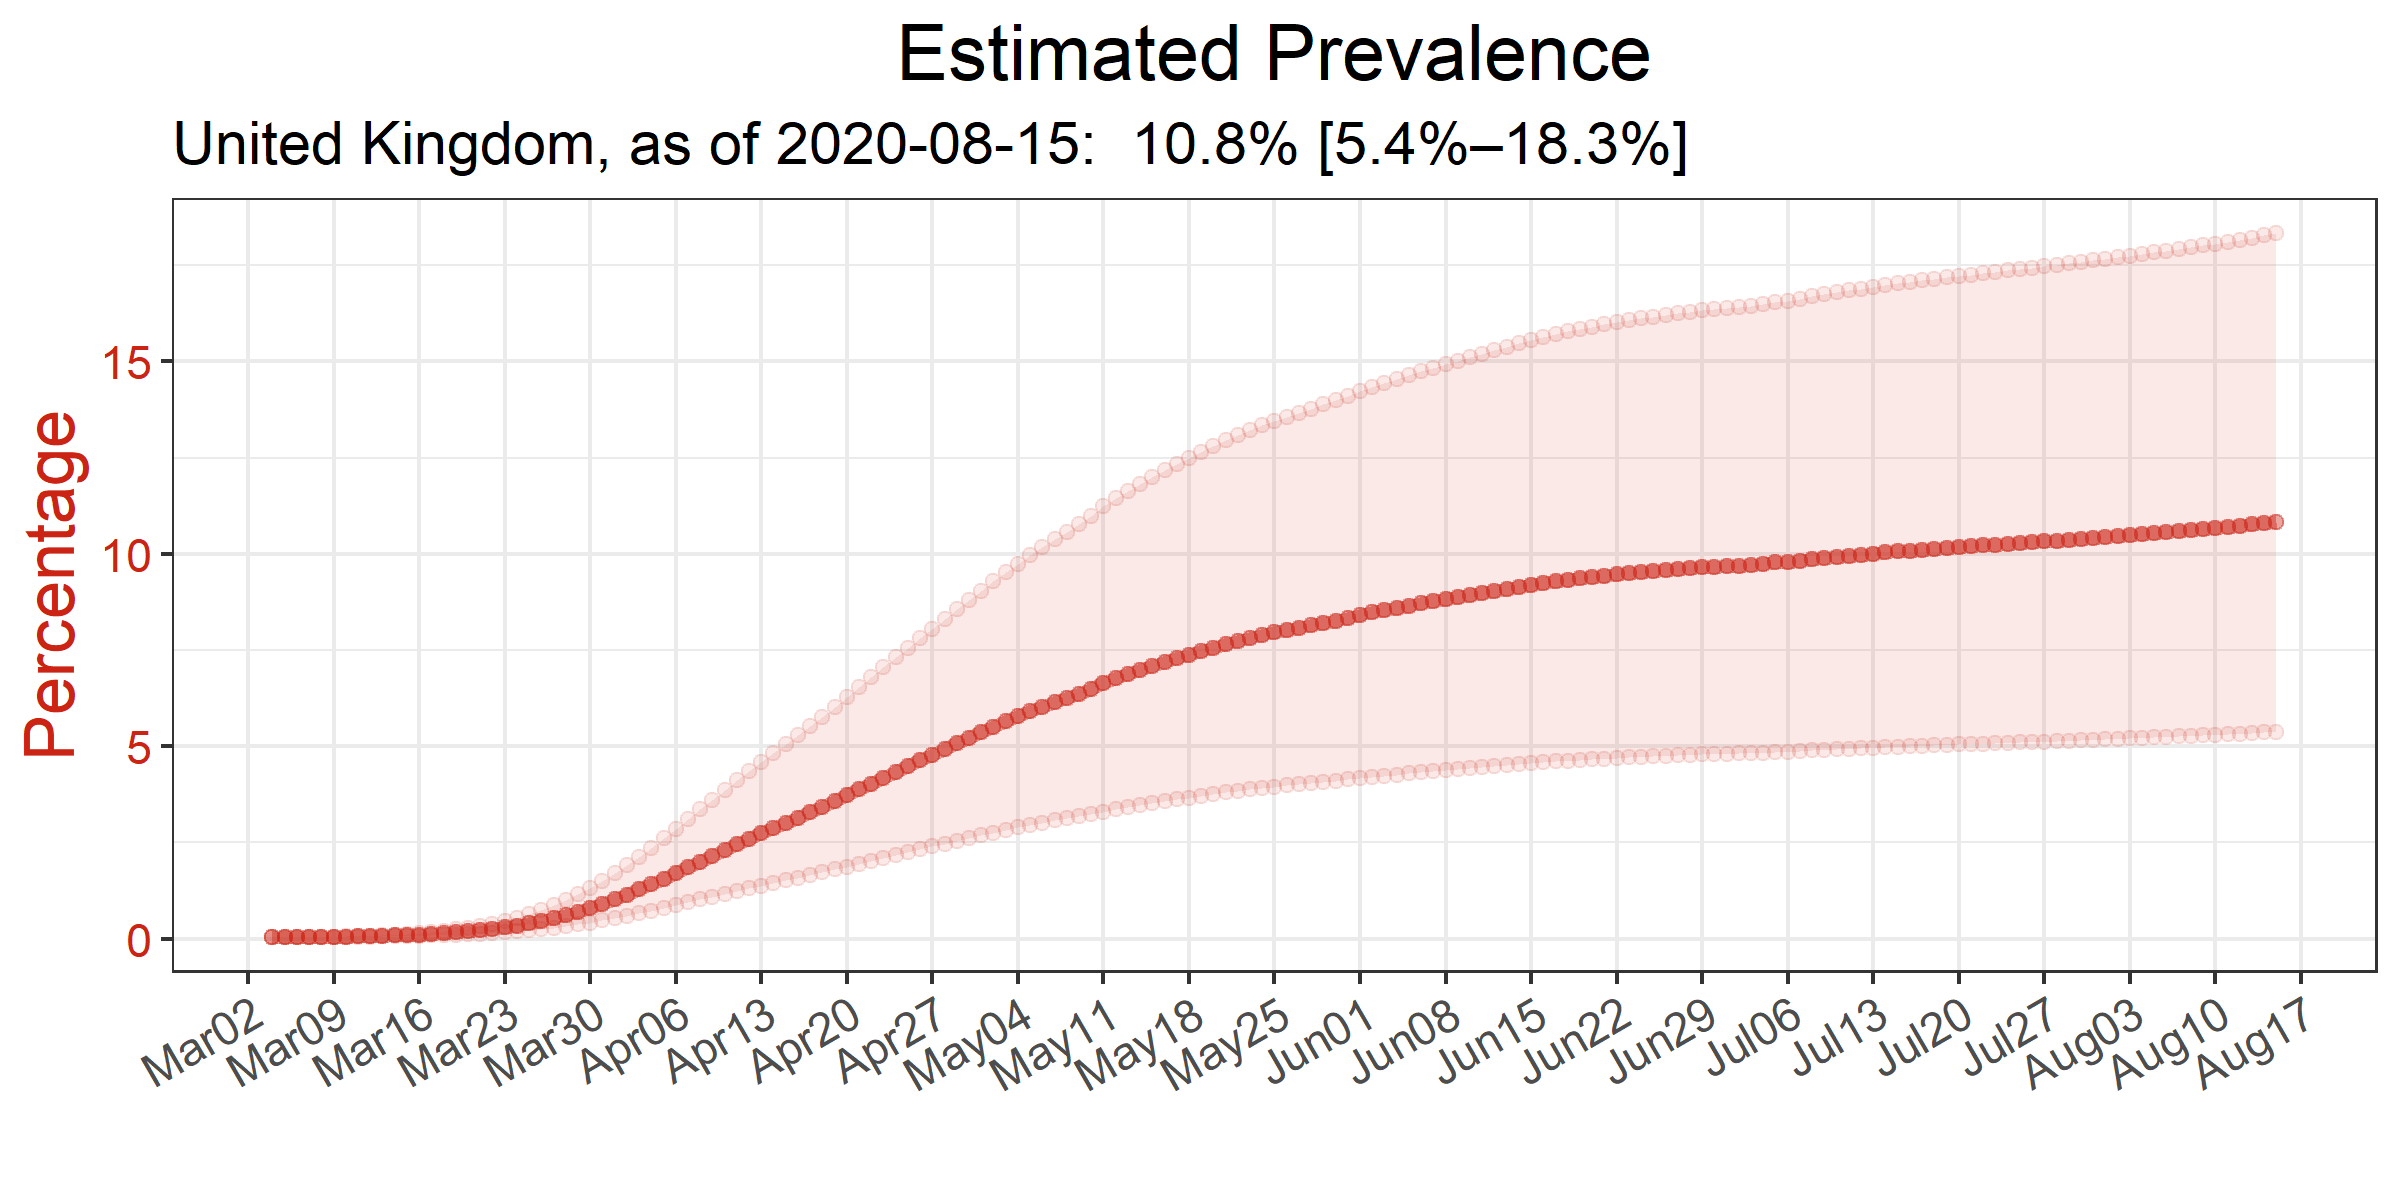 Estimated Prevalence
United Kingdom, as of 2020-08-15:  10.8% [5.4%–18.3%]
Percentage
15
10
5
0
Mar02 Mar09 Mar16 Mar23 Mar30 Apr06 Apr13 Apr20 Apr27 May04 May11 May18 May25 Jun01 Jun08 Jun15 Jun22 Jun29 Jul06 Jul13 Jul20 Jul27 Aug03 Aug10 Aug17